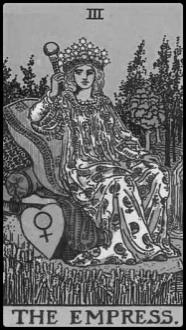 III
THE EMPRESS.